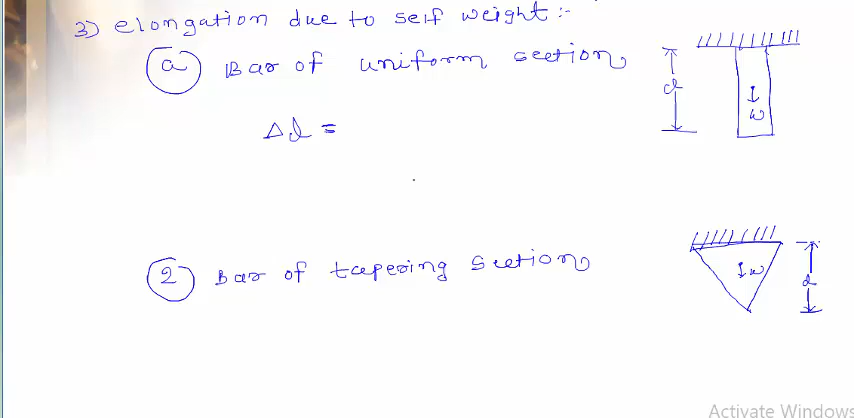 3) elongation due to self weight :-
a Bar of uniform section
l
w
Δl =
2 Bar of tapering section
w
l
Activate Windows